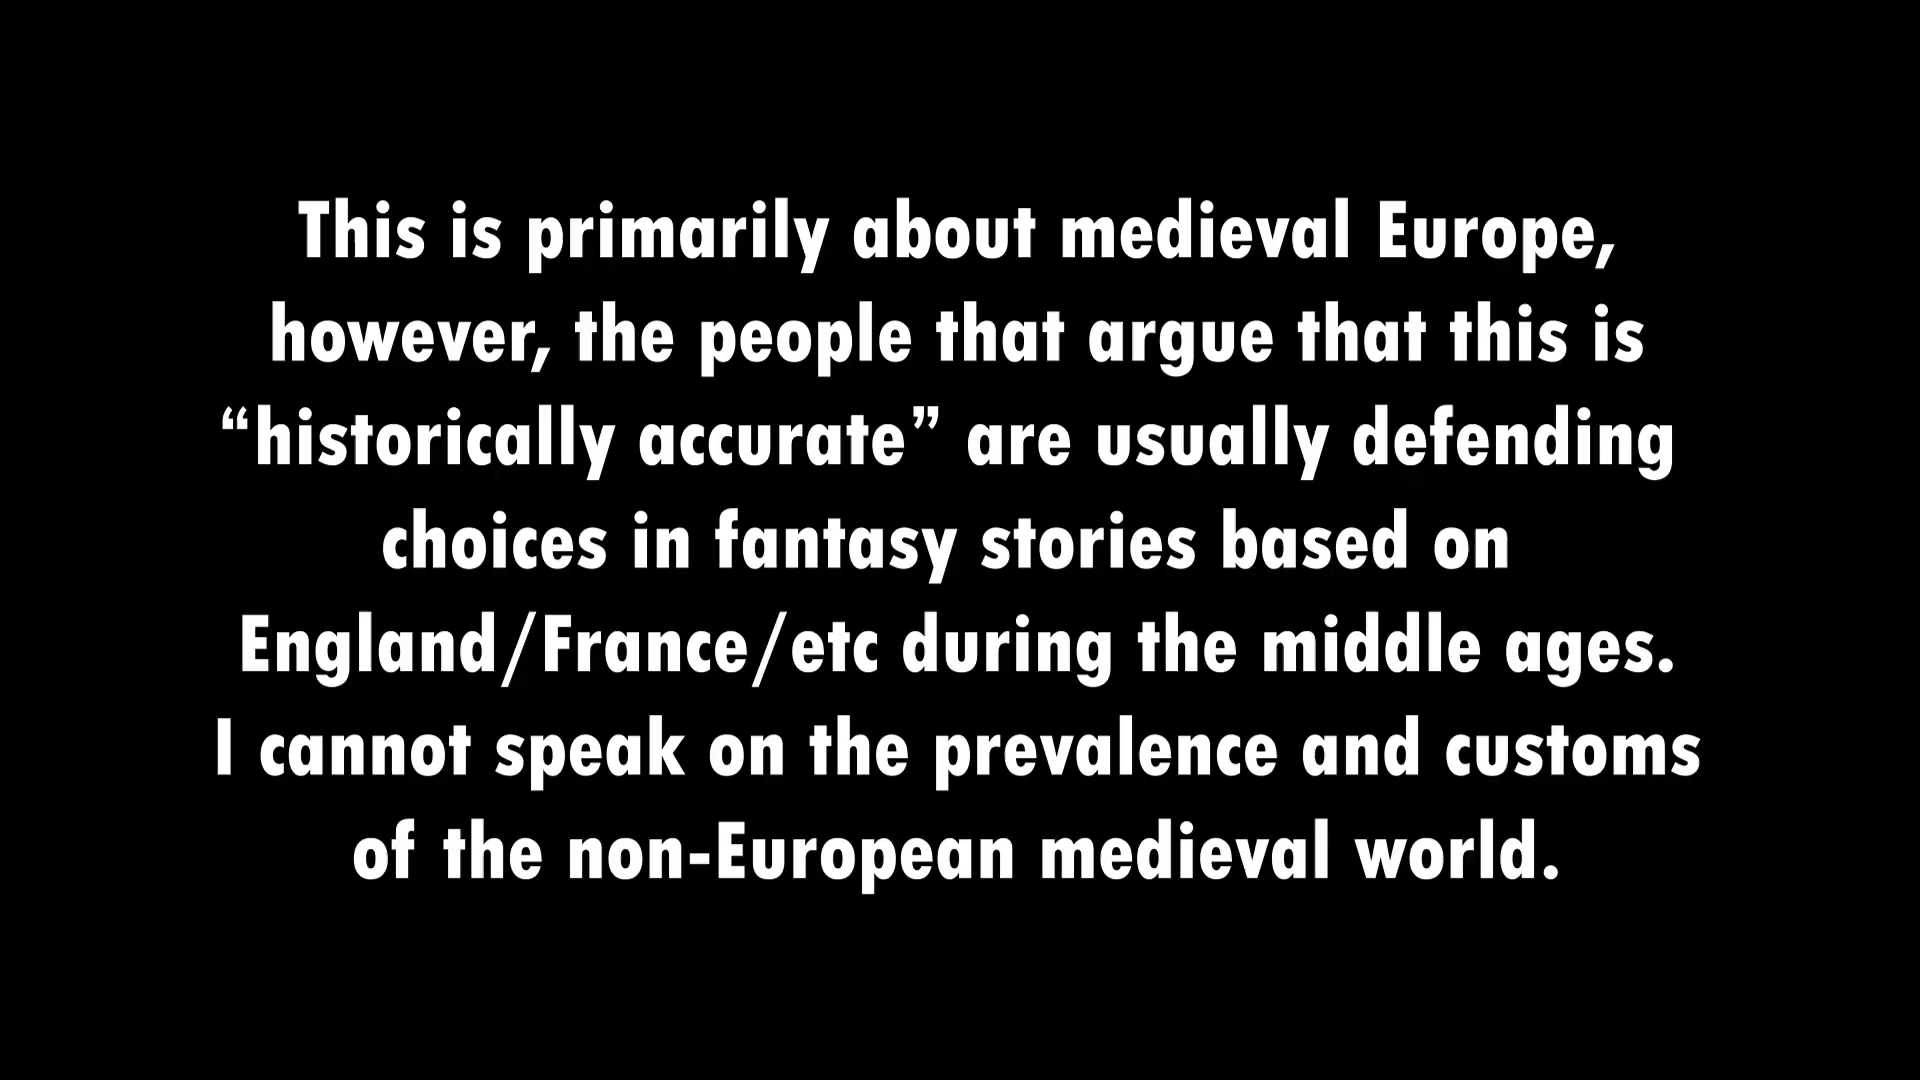 This is primarily about medieval Europe,
however, the people that argue that this is
“historically accurate” are usually defending
choices in fantasy stories based on
England/France/etc during the middle ages.
I cannot speak on the prevalence and customs
of the non-European medieval world.